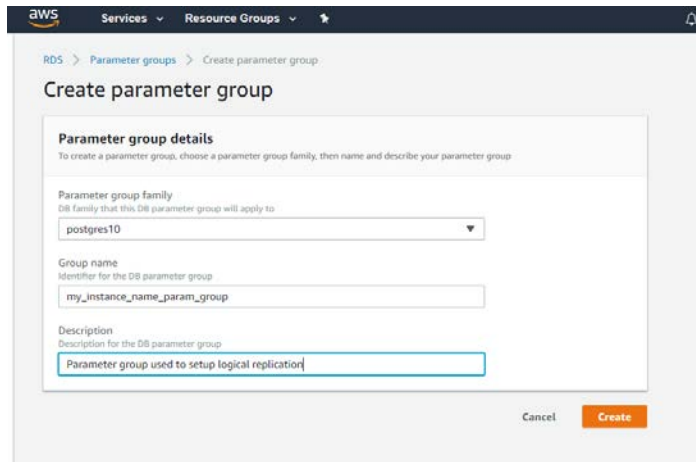 aws Services Resource Groups
RDS > Parameter groups > Create parameter group
Create parameter group
Parameter group details
To create a parameter group, choose a parameter group family, then name and describe your parameter group
Parameter group family
DB family that this DB parameter group will apply to
postgres10
Group name
Identifier for the DB parameter group
my_instance_name_param_group
Description
Description for the DB parameter group
Parameter group used to setup logical replication
Cancel Create